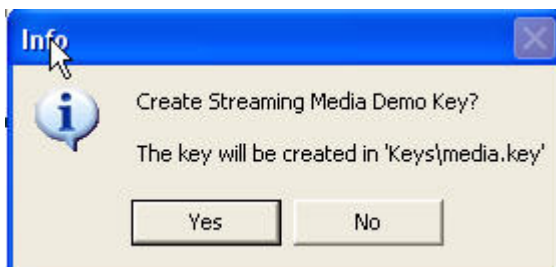 Info
Create Streaming Media Demo Key?
The key will be created in 'Keys\media.key'
Yes No